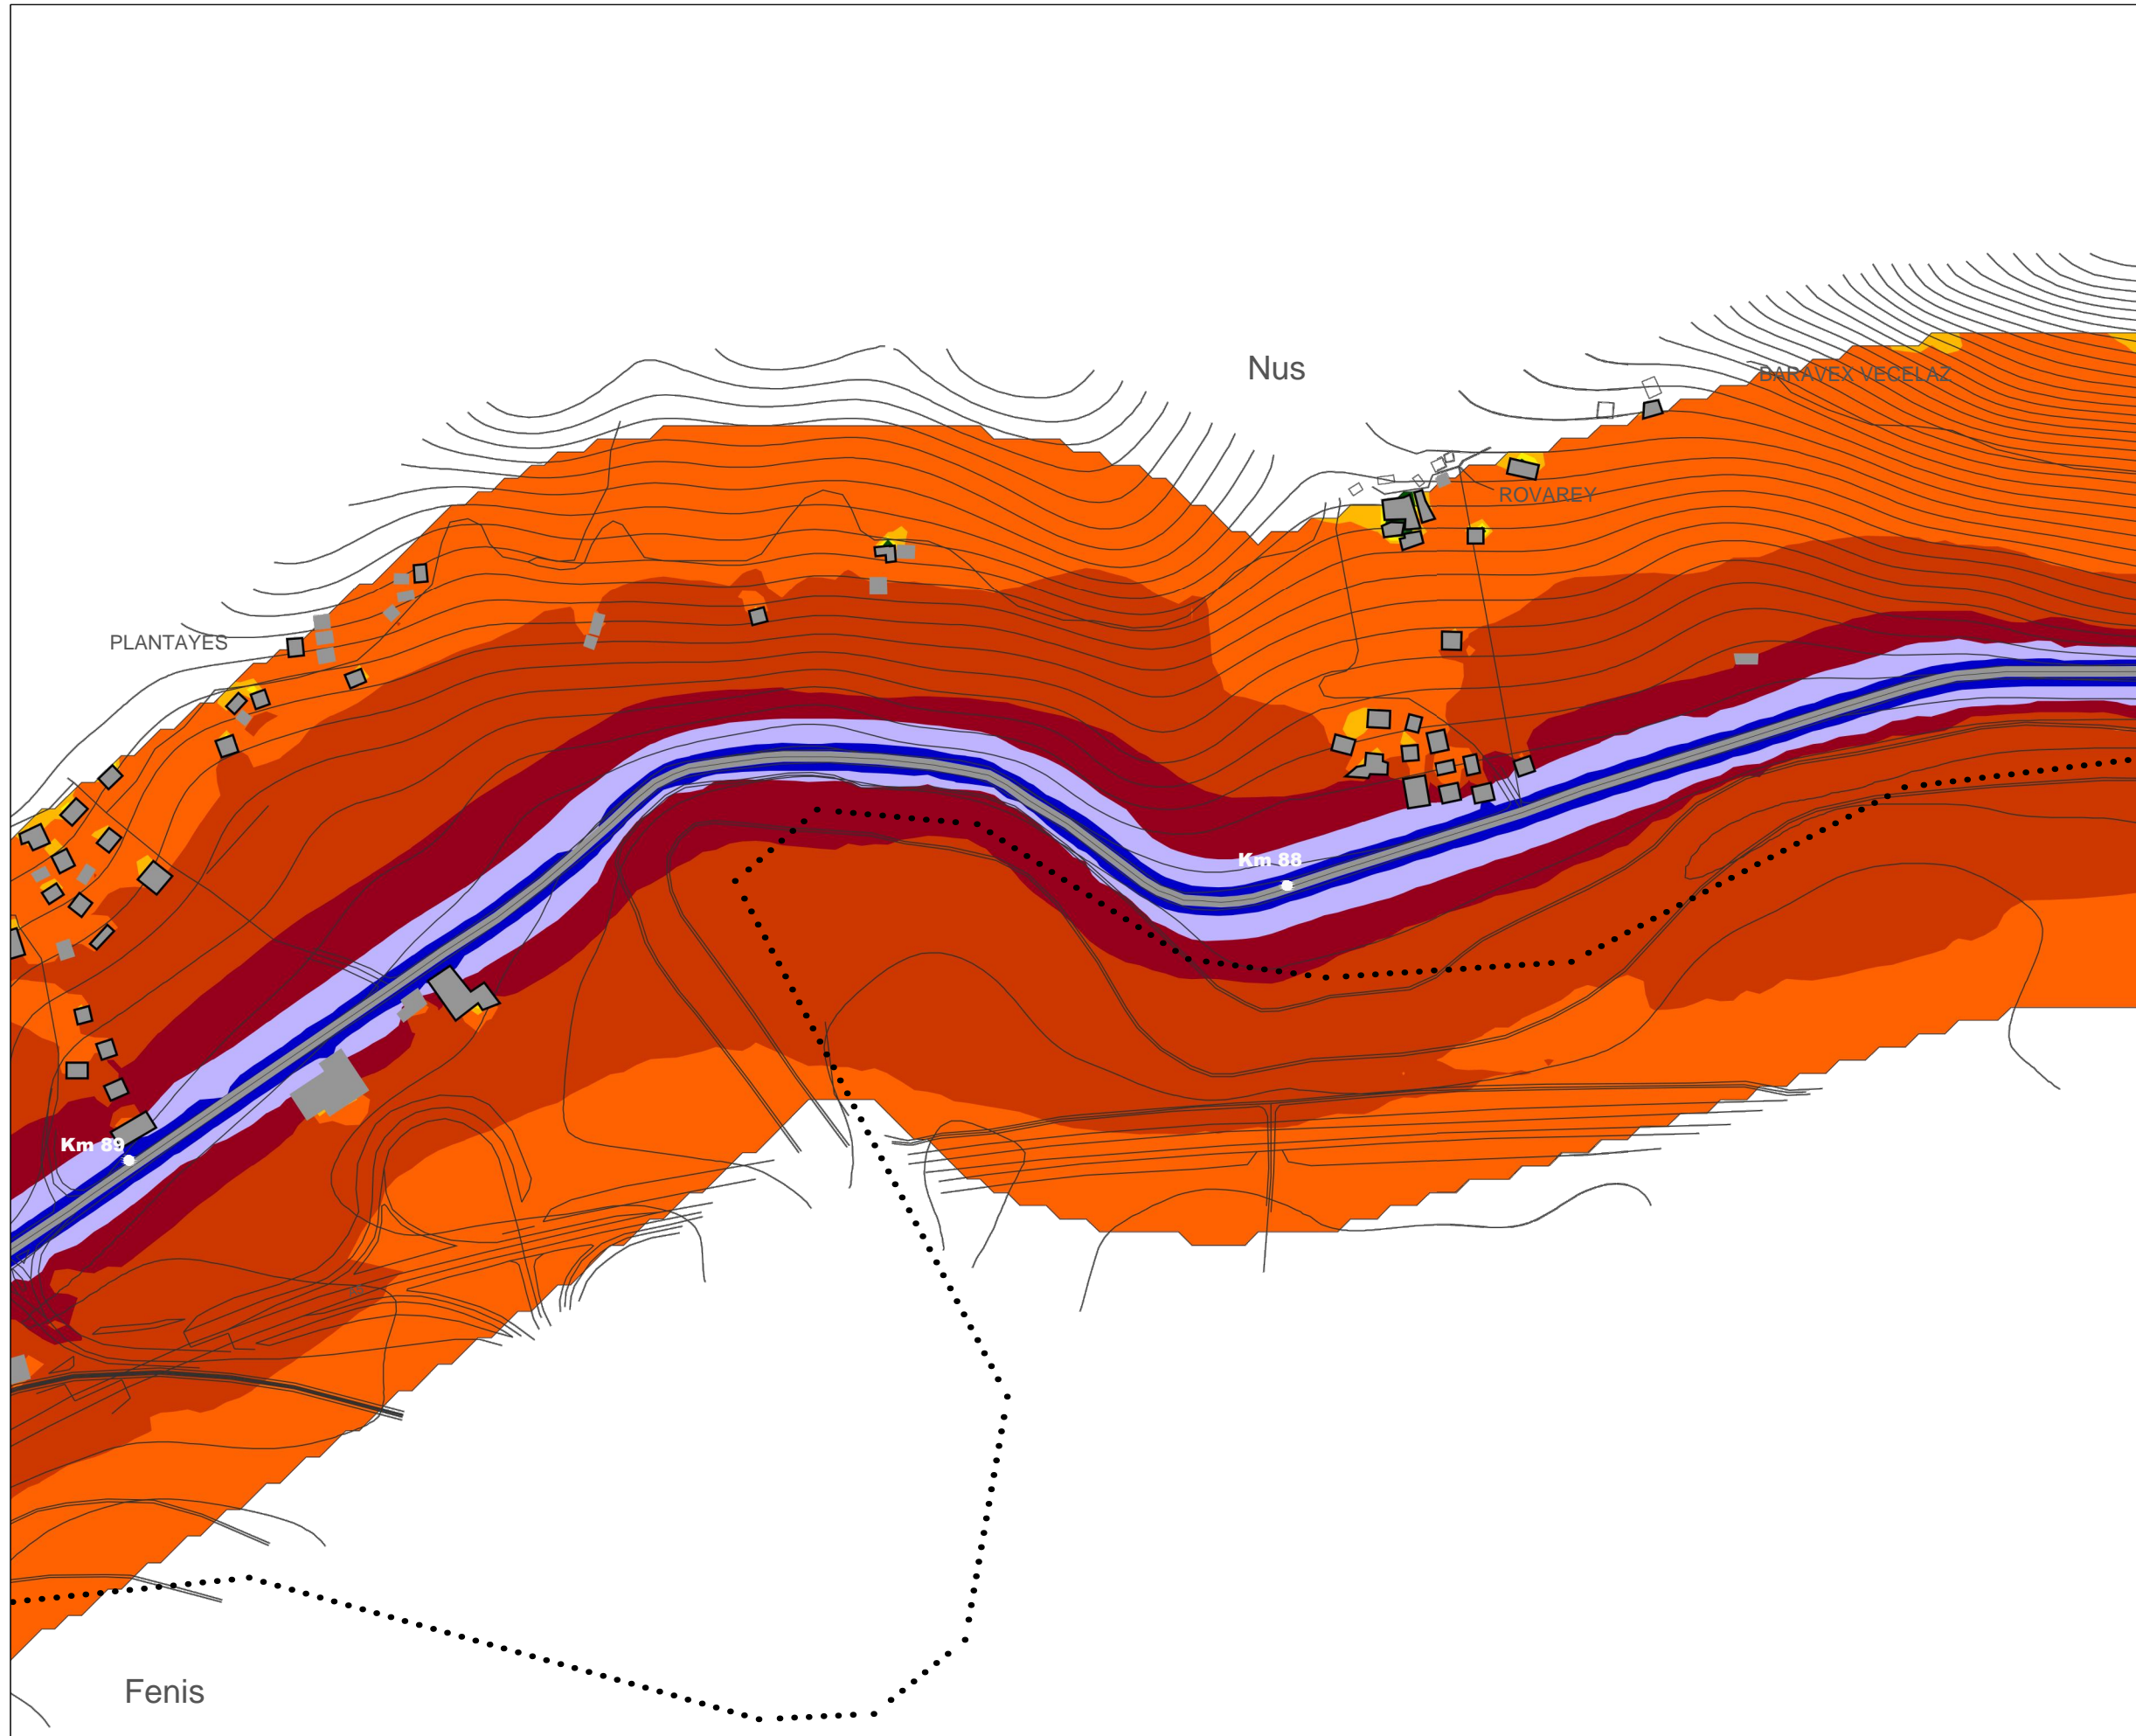 Nus
BARAVEX VECELAZ
ROVAREY
PLANTAYES
Km 88
Km 89
Fenis